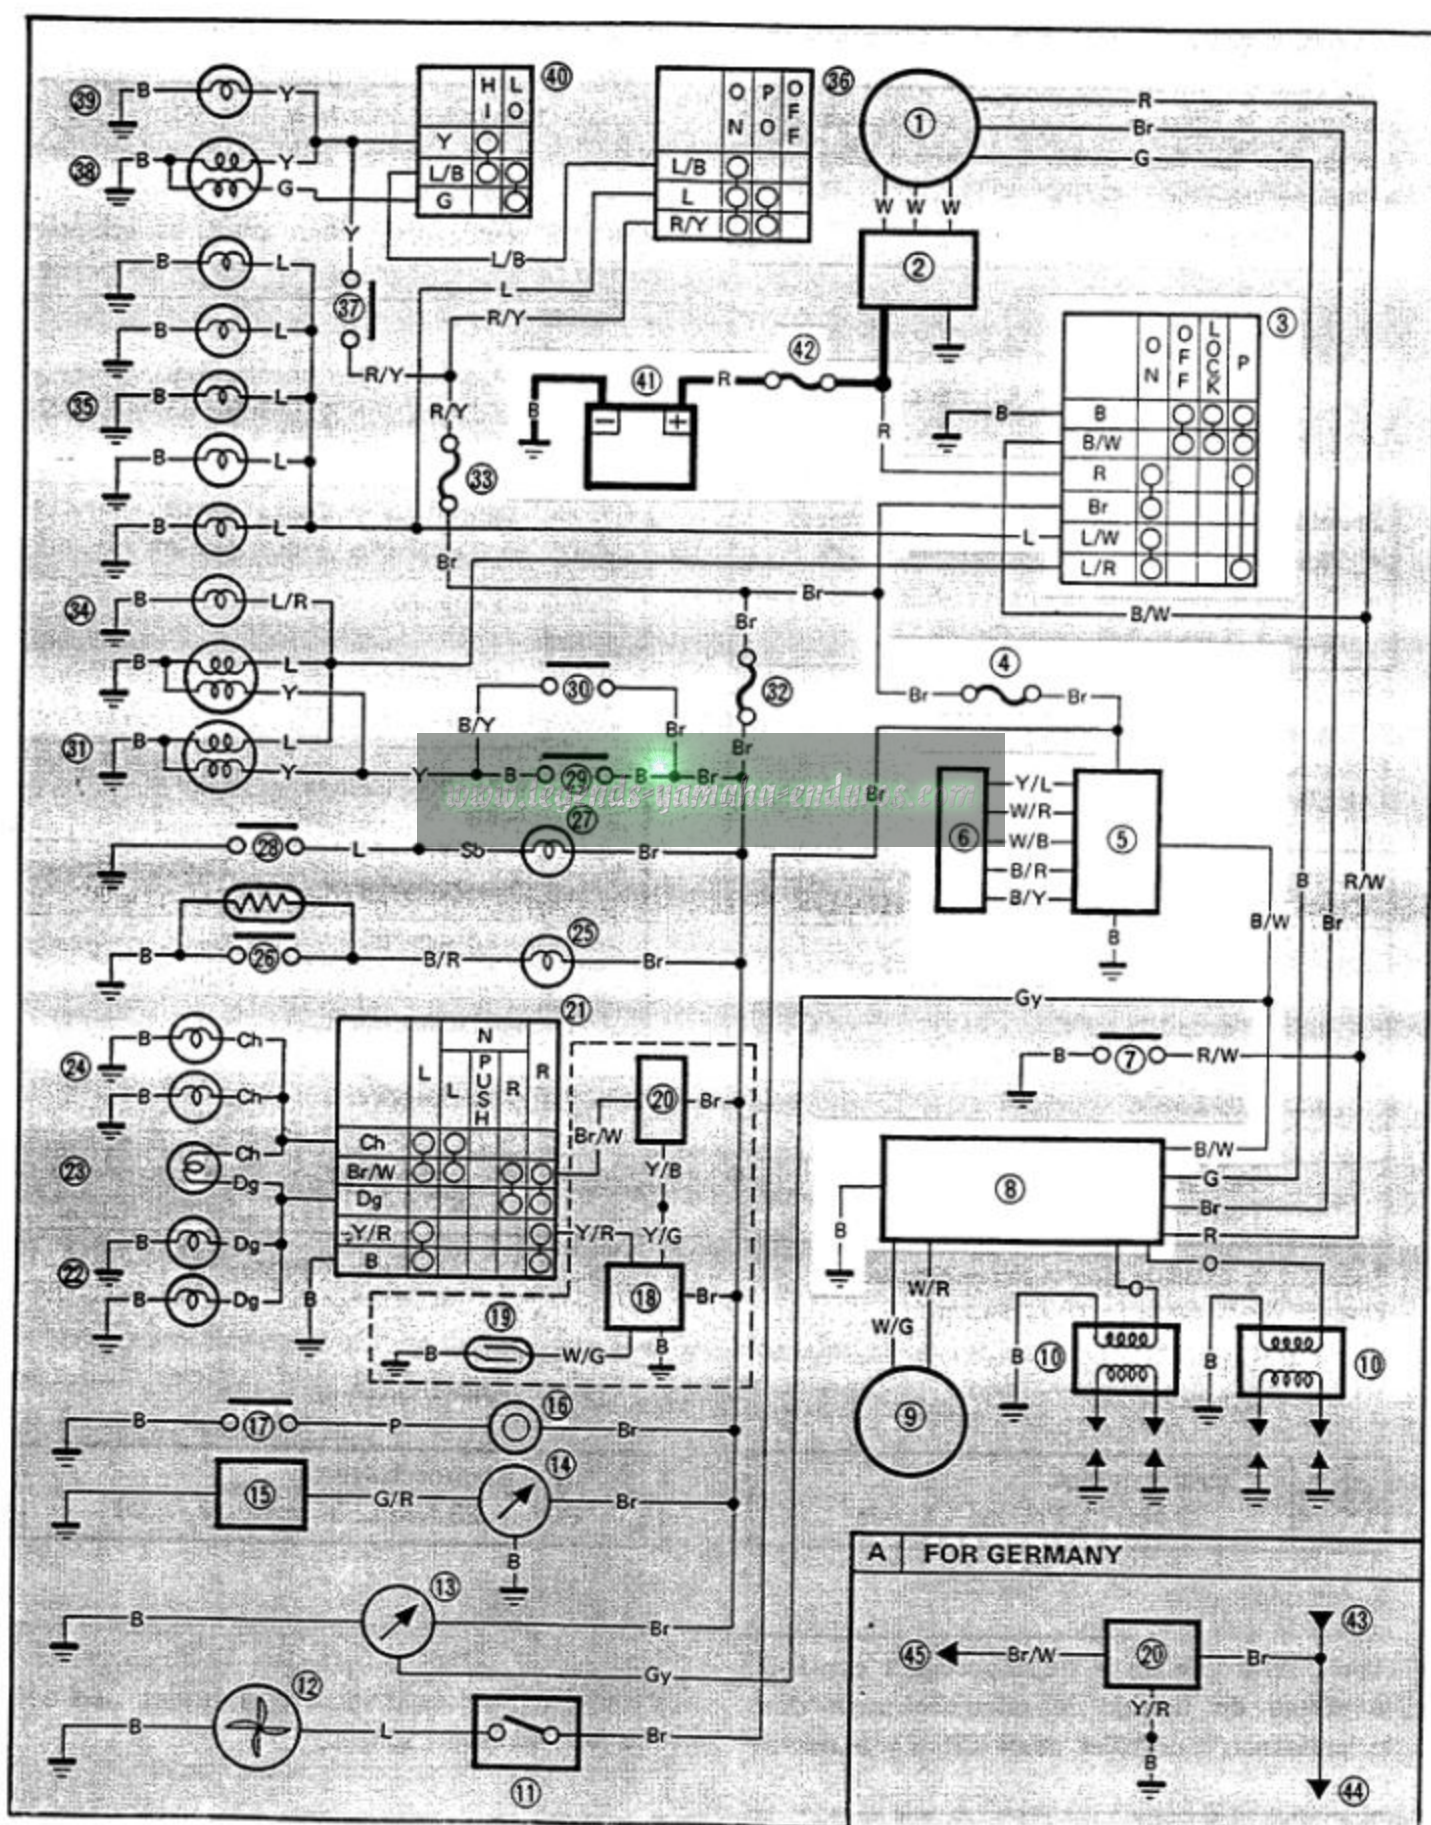 39 B Y
38 B Y G
40 HI LO
Y
L/B
G
36 ON PO OFF
L/B
L
R/Y
1 R
Br
G
W W W
2
Y
37
L/B
L
R/Y
R/Y
R/Y
B L
B L
35 B L
B L
B L
33
Br
B 41 R 42
- +
R
3 ON OFF LOCK P
B B
B/W
R
Br
L L/W
L/R
B/W
34 B L/R
B L
Y
31 B L
Y
Br
Br
32
Br
30
B/Y Br
Y B 29 B Br
4
Br Br
Br
www.legends-yamaha-enduros.com
6 5
Y/L
W/R
W/B
B/R
B/Y
B
B/W
B R/W
Br
28 L Sb 27 Br
B 26 B/R 25 Br
Gy
B 7 R/W
24 B Ch
B Ch
23 Ch
Dg
22 B Dg
B Dg
21 L N R
L PUSH R
Ch
Br/W
Dg
Y/R
B
B
Br/W 20 Br
Y/B
Y/G
Y/R 18 Br
B 19 W/G B
8 B/W
G
Br
R
O
O
B
W/G W/R
9
B 10 B 10
B 17 P 16 Br
15 G/R 14 Br
B
B 13 Br
Gy
B 12 L Br
11
A FOR GERMANY
45 Br/W 20 Br 43
Y/R
B
44